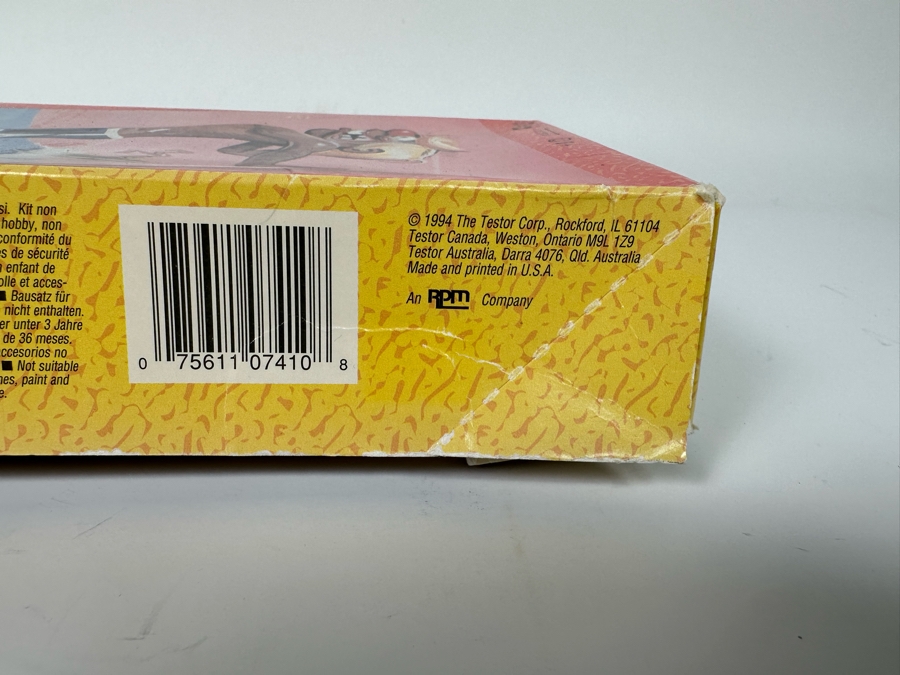 si. Kit non
hobby, non
conformité du
es de sécurité
enfant de
olle et acces-
■ Bausatz für
nicht enthalten.
er unter 3 Jahre
de 36 meses.
ccesorios no
■ Not suitable
nes, paint and
e.
0 75611 07410 8
© 1994 The Testor Corp., Rockford, IL 61104
Testor Canada, Weston, Ontario M9L 1Z9
Testor Australia, Darra 4076, Qld. Australia
Made and printed in U.S.A.
An RPM Company